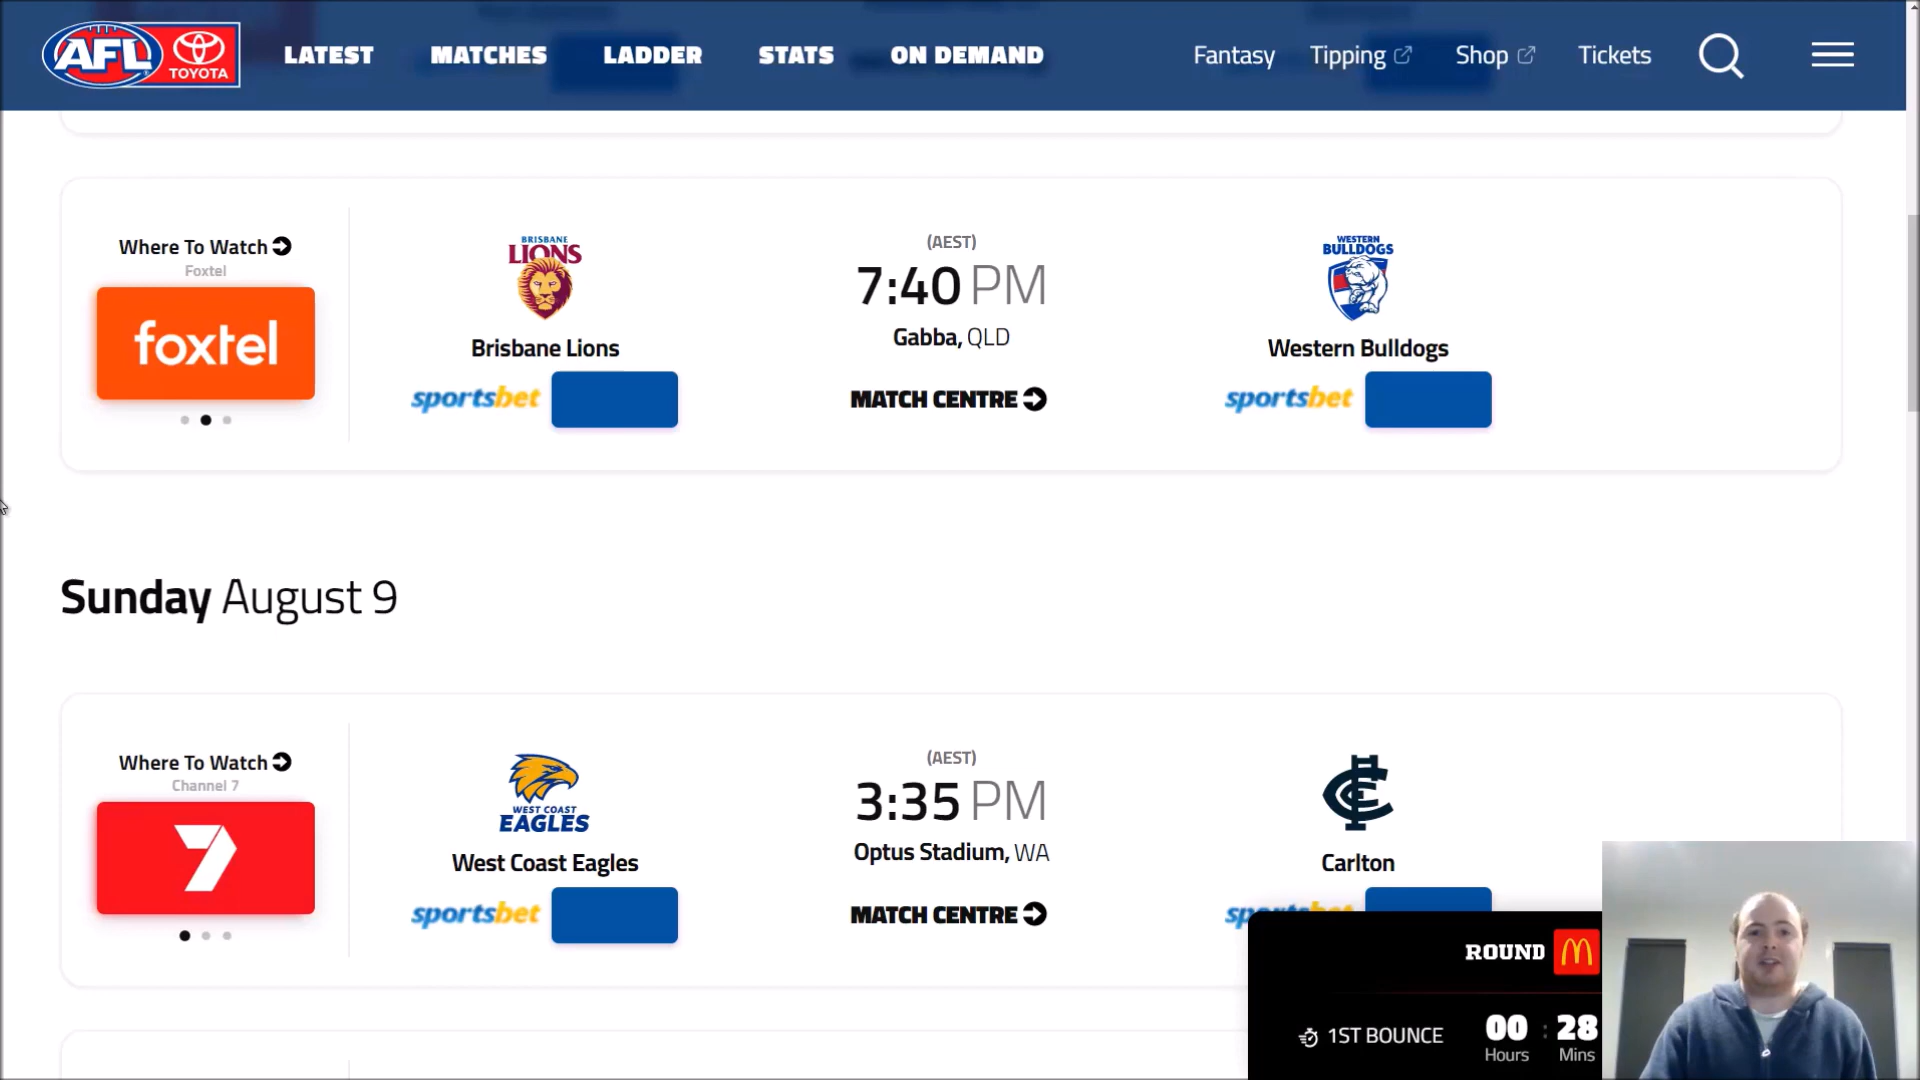 AFL TOYOTA LATEST MATCHES LADDER STATS ON DEMAND Fantasy Tipping Shop Tickets
Where To Watch
Foxtel
foxtel
BRISBANE
LIONS
Brisbane Lions
sportsbet
(AEST)
7:40 PM
Gabba, QLD
MATCH CENTRE
WESTERN
BULLDOGS
Western Bulldogs
sportsbet
Sunday August 9
Where To Watch
Channel 7
7
WEST COAST
EAGLES
West Coast Eagles
sportsbet
(AEST)
3:35 PM
Optus Stadium, WA
MATCH CENTRE
Carlton
ROUND
1ST BOUNCE 00 : 28
Hours Mins